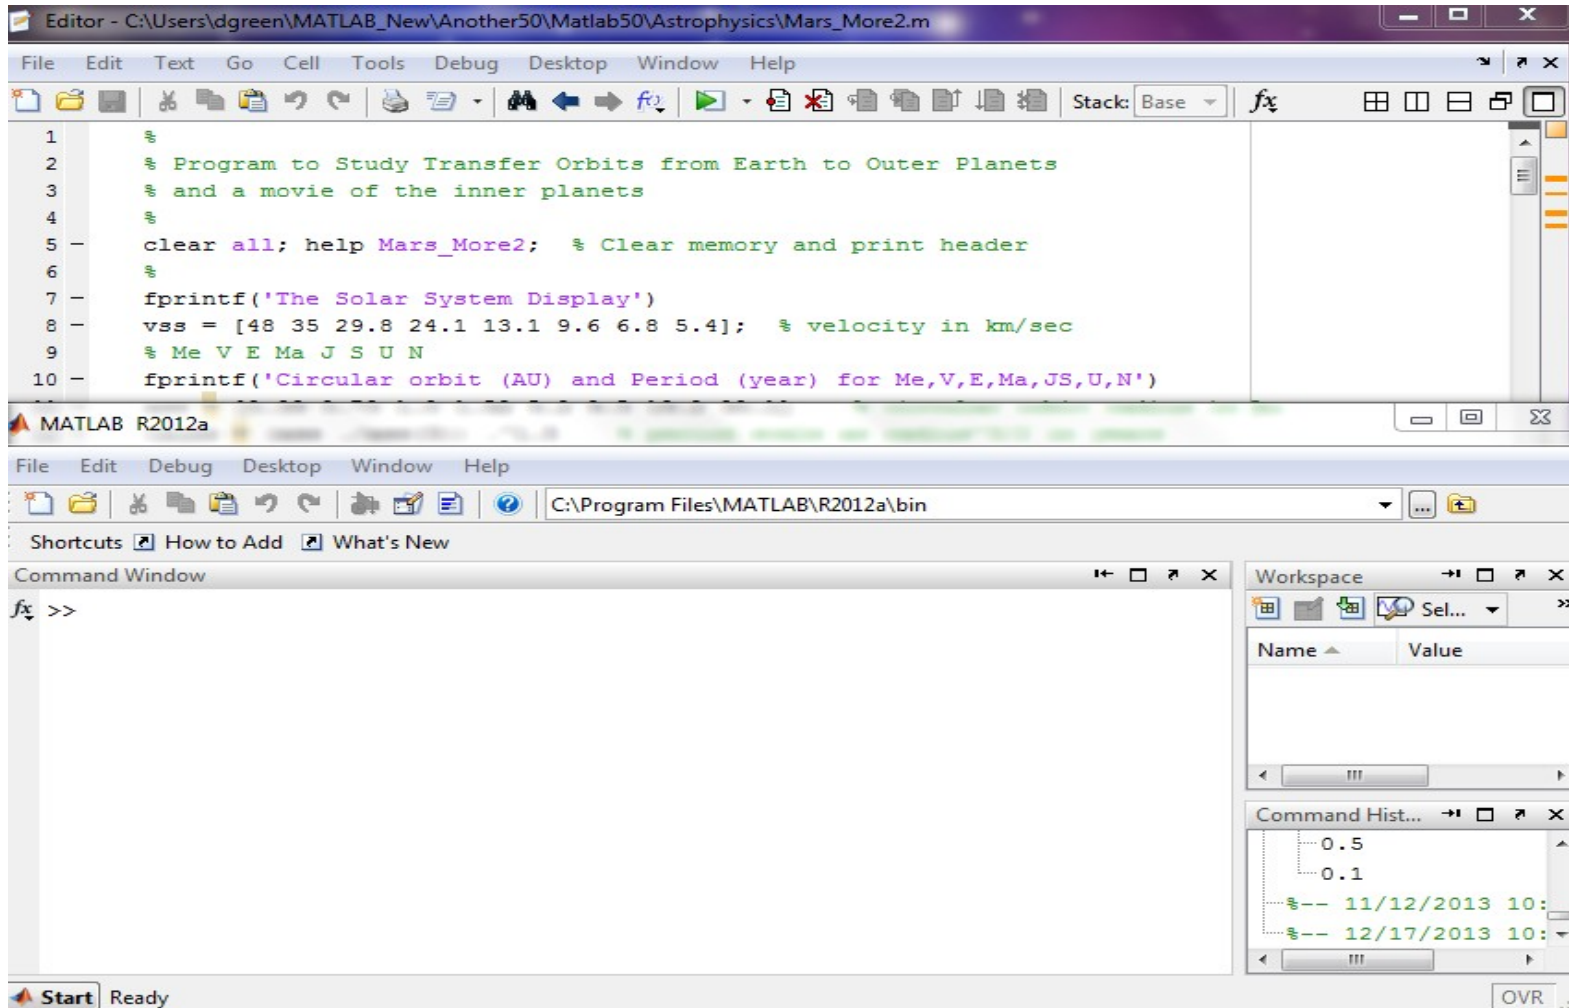 Editor - C:\Users\dgreen\MATLAB_New\Another50\Matlab50\Astrophysics\Mars_More2.m
File Edit Text Go Cell Tools Debug Desktop Window Help
Stack: Base fx
1 %
2 % Program to Study Transfer Orbits from Earth to Outer Planets
3 % and a movie of the inner planets
4 %
5 – clear all; help Mars_More2; % Clear memory and print header
6 %
7 – fprintf('The Solar System Display')
8 – vss = [48 35 29.8 24.1 13.1 9.6 6.8 5.4]; % velocity in km/sec
9 % Me V E Ma J S U N
10 – fprintf('Circular orbit (AU) and Period (year) for Me,V,E,Ma,JS,U,N')
MATLAB R2012a
File Edit Debug Desktop Window Help
C:\Program Files\MATLAB\R2012a\bin
Shortcuts How to Add What's New
Command Window
fx >>
Workspace
Sel...
Name Value
Command Hist...
0.5
0.1
%-- 11/12/2013 10:
%-- 12/17/2013 10:
Start Ready
OVR